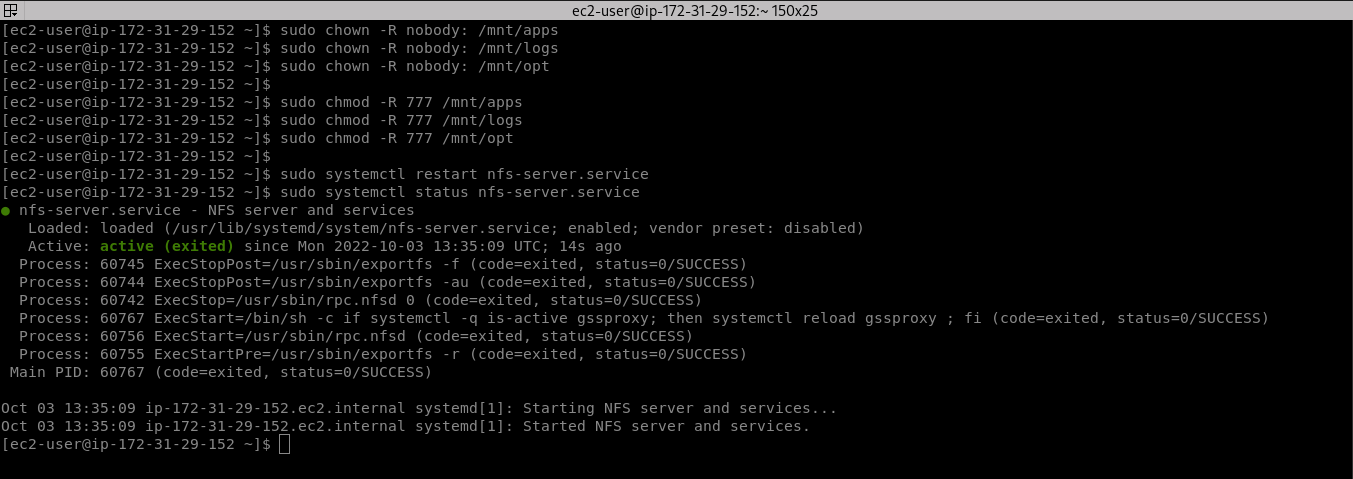 ec2-user@ip-172-31-29-152:~ 150x25
[ec2-user@ip-172-31-29-152 ~]$ sudo chown -R nobody: /mnt/apps
[ec2-user@ip-172-31-29-152 ~]$ sudo chown -R nobody: /mnt/logs
[ec2-user@ip-172-31-29-152 ~]$ sudo chown -R nobody: /mnt/opt
[ec2-user@ip-172-31-29-152 ~]$
[ec2-user@ip-172-31-29-152 ~]$ sudo chmod -R 777 /mnt/apps
[ec2-user@ip-172-31-29-152 ~]$ sudo chmod -R 777 /mnt/logs
[ec2-user@ip-172-31-29-152 ~]$ sudo chmod -R 777 /mnt/opt
[ec2-user@ip-172-31-29-152 ~]$
[ec2-user@ip-172-31-29-152 ~]$ sudo systemctl restart nfs-server.service
[ec2-user@ip-172-31-29-152 ~]$ sudo systemctl status nfs-server.service
● nfs-server.service - NFS server and services
   Loaded: loaded (/usr/lib/systemd/system/nfs-server.service; enabled; vendor preset: disabled)
   Active: active (exited) since Mon 2022-10-03 13:35:09 UTC; 14s ago
  Process: 60745 ExecStopPost=/usr/sbin/exportfs -f (code=exited, status=0/SUCCESS)
  Process: 60744 ExecStopPost=/usr/sbin/exportfs -au (code=exited, status=0/SUCCESS)
  Process: 60742 ExecStop=/usr/sbin/rpc.nfsd 0 (code=exited, status=0/SUCCESS)
  Process: 60767 ExecStart=/bin/sh -c if systemctl -q is-active gssproxy; then systemctl reload gssproxy ; fi (code=exited, status=0/SUCCESS)
  Process: 60756 ExecStart=/usr/sbin/rpc.nfsd (code=exited, status=0/SUCCESS)
  Process: 60755 ExecStartPre=/usr/sbin/exportfs -r (code=exited, status=0/SUCCESS)
 Main PID: 60767 (code=exited, status=0/SUCCESS)

Oct 03 13:35:09 ip-172-31-29-152.ec2.internal systemd[1]: Starting NFS server and services...
Oct 03 13:35:09 ip-172-31-29-152.ec2.internal systemd[1]: Started NFS server and services.
[ec2-user@ip-172-31-29-152 ~]$